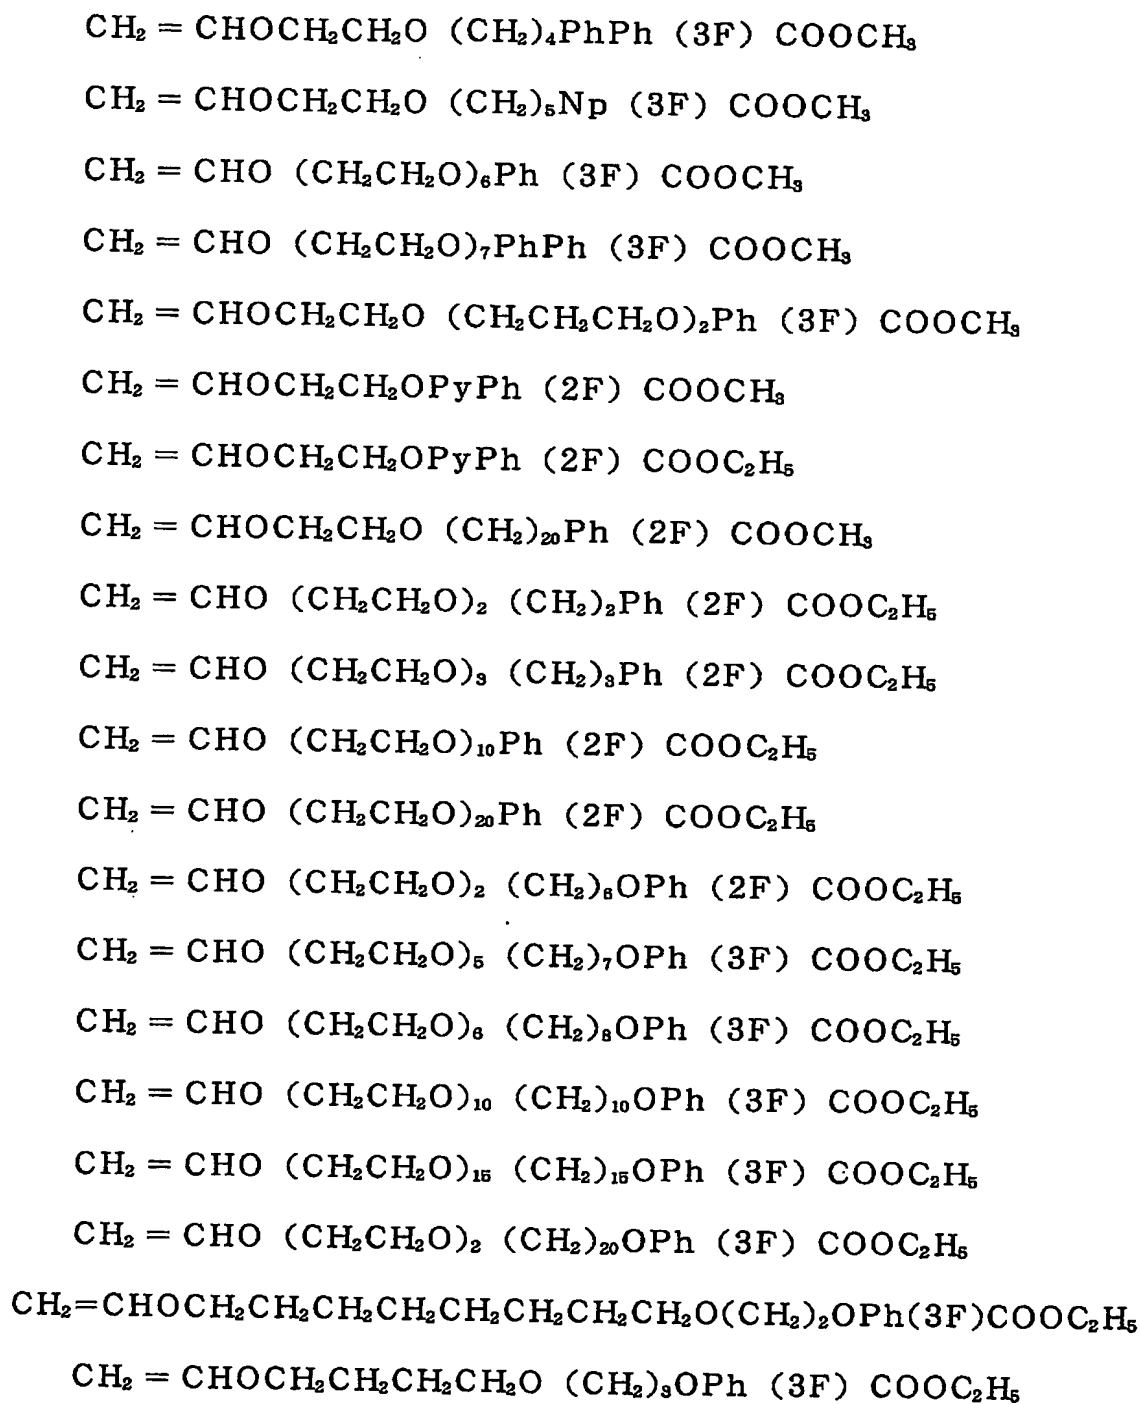 CH₂ = CHOCH₂CH₂O (CH₂)₄PhPh (3F) COOCH₃
CH₂ = CHOCH₂CH₂O (CH₂)₅Np (3F) COOCH₃
CH₂ = CHO (CH₂CH₂O)₆Ph (3F) COOCH₃
CH₂ = CHO (CH₂CH₂O)₇PhPh (3F) COOCH₃
CH₂ = CHOCH₂CH₂O (CH₂CH₂CH₂O)₂Ph (3F) COOCH₃
CH₂ = CHOCH₂CH₂OPyPh (2F) COOCH₃
CH₂ = CHOCH₂CH₂OPyPh (2F) COOC₂H₅
CH₂ = CHOCH₂CH₂O (CH₂)₂₀Ph (2F) COOCH₃
CH₂ = CHO (CH₂CH₂O)₂ (CH₂)₂Ph (2F) COOC₂H₅
CH₂ = CHO (CH₂CH₂O)₃ (CH₂)₃Ph (2F) COOC₂H₅
CH₂ = CHO (CH₂CH₂O)₁₀Ph (2F) COOC₂H₅
CH₂ = CHO (CH₂CH₂O)₂₀Ph (2F) COOC₂H₅
CH₂ = CHO (CH₂CH₂O)₂ (CH₂)₆OPh (2F) COOC₂H₅
CH₂ = CHO (CH₂CH₂O)₅ (CH₂)₇OPh (3F) COOC₂H₅
CH₂ = CHO (CH₂CH₂O)₆ (CH₂)₈OPh (3F) COOC₂H₅
CH₂ = CHO (CH₂CH₂O)₁₀ (CH₂)₁₀OPh (3F) COOC₂H₅
CH₂ = CHO (CH₂CH₂O)₁₅ (CH₂)₁₅OPh (3F) COOC₂H₅
CH₂ = CHO (CH₂CH₂O)₂ (CH₂)₂₀OPh (3F) COOC₂H₅
CH₂=CHOCH₂CH₂CH₂CH₂CH₂CH₂CH₂CH₂O(CH₂)₂OPh(3F)COOC₂H₅
CH₂ = CHOCH₂CH₂CH₂CH₂O (CH₂)₃OPh (3F) COOC₂H₅